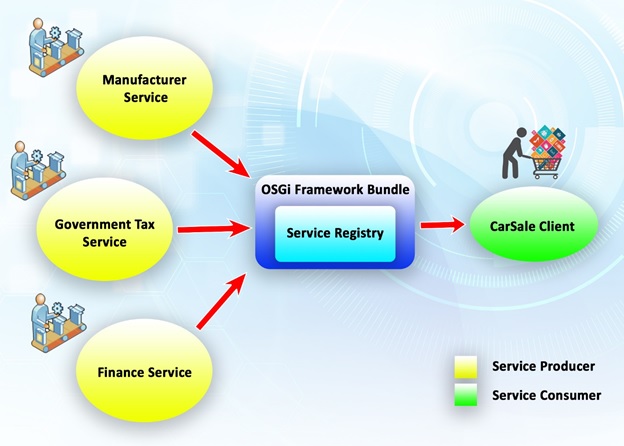 Manufacturer
Service
OSGi Framework Bundle
Service Registry
Government Tax
Service
CarSale Client
Finance Service
Service Producer
Service Consumer